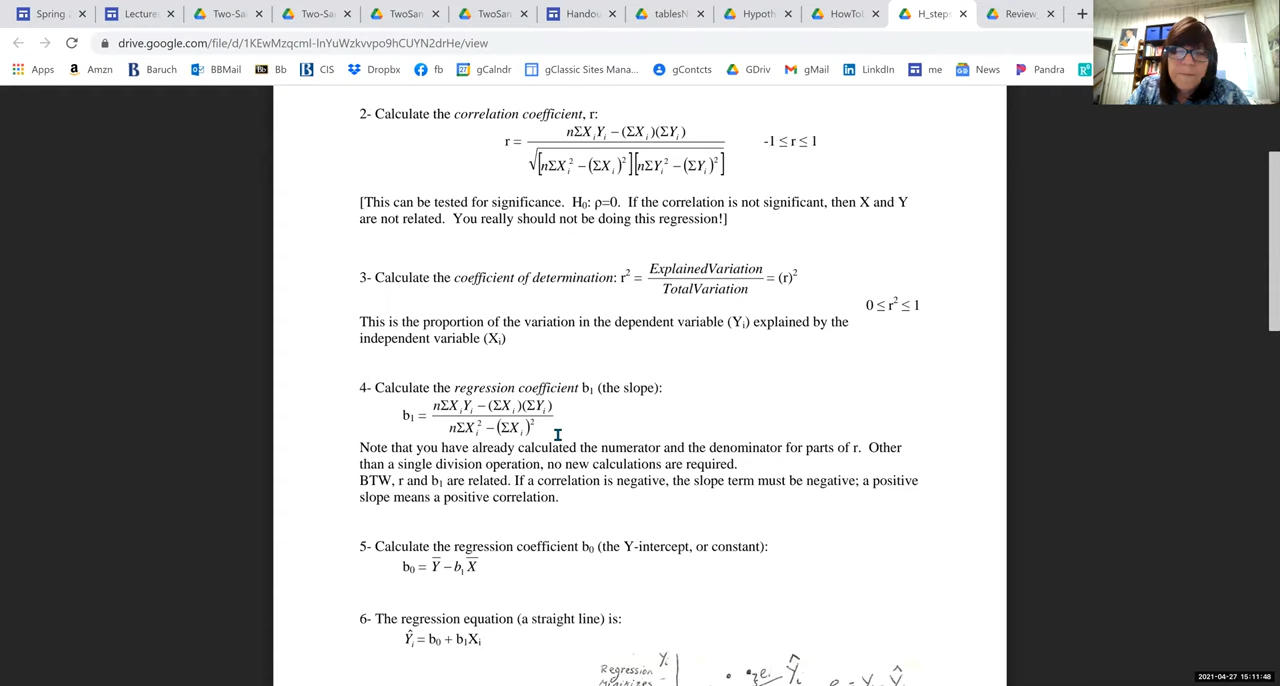 Spring
Lecture
Two-Sa
Two-Sa
TwoSan
TwoSan
Handou
tablesN
Hypoth
HowTo
H_step
Review_
drive.google.com/file/d/1KEwMzqcmI-lnYuWzkvvpo9hCUYN2drHe/view
Apps
Amzn
Baruch
BBMail
Bb
CIS
Dropbx
fb
gCalndr
gClassic Sites Mana...
gContcts
GDriv
gMail
LinkdIn
me
News
Pandra
2- Calculate the correlation coefficient, r:
r = nΣXᵢYᵢ – (ΣXᵢ)(ΣYᵢ) / √[nΣXᵢ² – (ΣXᵢ)²][nΣYᵢ² – (ΣYᵢ)²] -1 ≤ r ≤ 1
[This can be tested for significance. H₀: ρ=0. If the correlation is not significant, then X and Y
are not related. You really should not be doing this regression!]
3- Calculate the coefficient of determination: r² = ExplainedVariation / TotalVariation = (r)²
0 ≤ r² ≤ 1
This is the proportion of the variation in the dependent variable (Yᵢ) explained by the
independent variable (Xᵢ)
4- Calculate the regression coefficient b₁ (the slope):
b₁ = nΣXᵢYᵢ – (ΣXᵢ)(ΣYᵢ) / nΣXᵢ² – (ΣXᵢ)²
Note that you have already calculated the numerator and the denominator for parts of r. Other
than a single division operation, no new calculations are required.
BTW, r and b₁ are related. If a correlation is negative, the slope term must be negative; a positive
slope means a positive correlation.
5- Calculate the regression coefficient b₀ (the Y-intercept, or constant):
b₀ = Y̅ – b₁X̅
6- The regression equation (a straight line) is:
Ŷᵢ = b₀ + b₁Xᵢ
Regression Yᵢ
eᵢ Ŷᵢ
2021-04-27 15:11:48